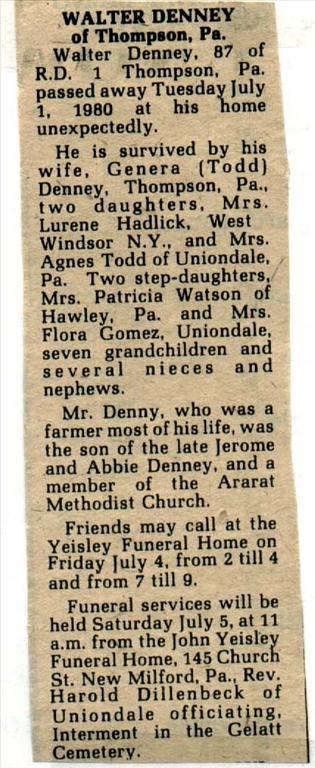 WALTER DENNEY
of Thompson, Pa.
Walter Denney, 87 of
R.D. 1 Thompson, Pa.
passed away Tuesday July
1, 1980 at his home
unexpectedly.
He is survived by his
wife, Genera (Todd)
Denney, Thompson, Pa.,
two daughters, Mrs.
Lurene Hadlick, West
Windsor N.Y., and Mrs.
Agnes Todd of Uniondale,
Pa. Two step-daughters,
Mrs. Patricia Watson of
Hawley, Pa. and Mrs.
Flora Gomez, Uniondale,
seven grandchildren and
several nieces and
nephews.
Mr. Denny, who was a
farmer most of his life, was
the son of the late Jerome
and Abbie Denney, and a
member of the Ararat
Methodist Church.
Friends may call at the
Yeisley Funeral Home on
Friday July 4, from 2 till 4
and from 7 till 9.
Funeral services will be
held Saturday July 5, at 11
a.m. from the John Yeisley
Funeral Home, 145 Church
St. New Milford, Pa., Rev.
Harold Dillenbeck of
Uniondale officiating,
Interment in the Gelatt
Cemetery.